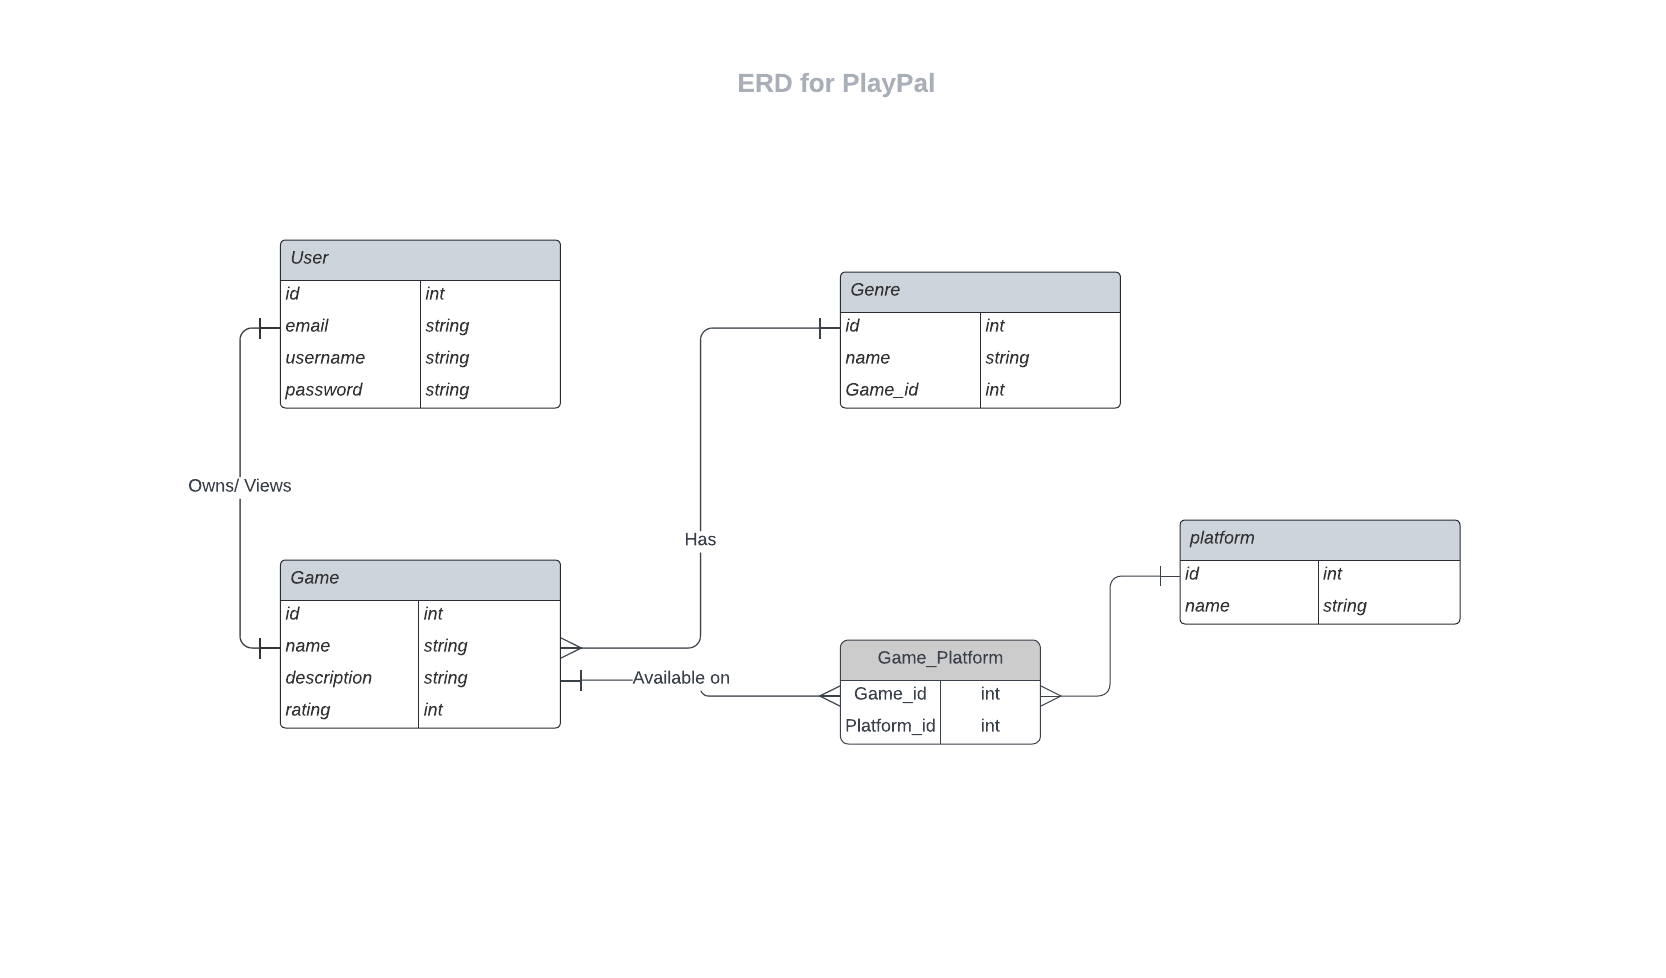 ERD for PlayPal
User
id int
email string
username string
password string
Genre
id int
name string
Game_id int
Owns/ Views
Has
Game
id int
name string
description string
rating int
Available on
Game_Platform
Game_id int
Platform_id int
platform
id int
name string